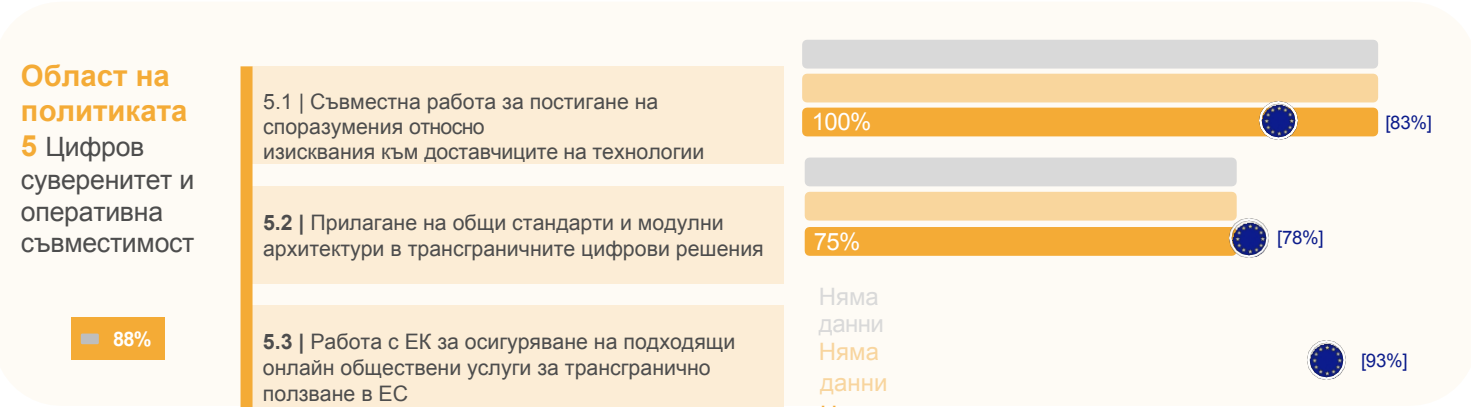 Област на
политиката
5 Цифров
суверенитет и
оперативна
съвместимост
88%
5.1 | Съвместна работа за постигане на
споразумения относно
изисквания към доставчиците на технологии
100%
[83%]
5.2 | Прилагане на общи стандарти и модулни
архитектури в трансграничните цифрови решения
75%
[78%]
5.3 | Работа с ЕК за осигуряване на подходящи
онлайн обществени услуги за трансгранично
ползване в ЕС
Няма
данни
Няма
данни
[93%]